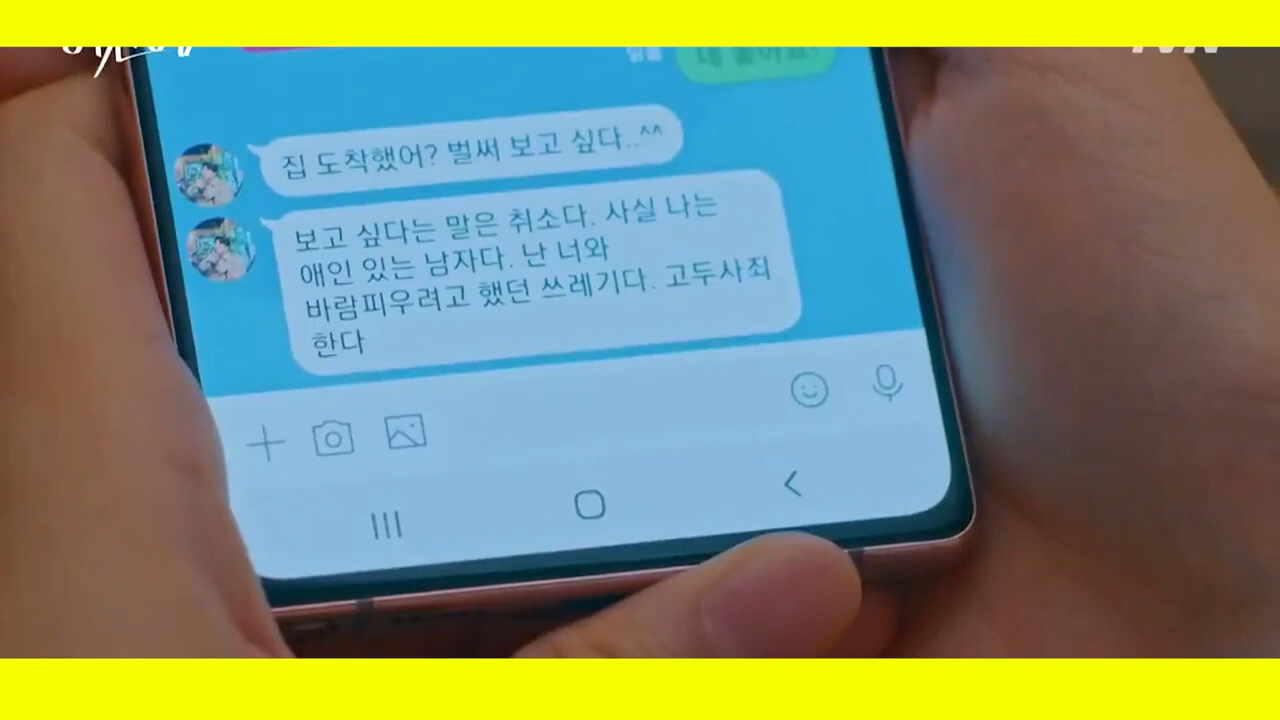 집 도착했어? 벌써 보고 싶다..^^
보고 싶다는 말은 취소다. 사실 나는
애인 있는 남자다. 난 너와
바람피우려고 했던 쓰레기다. 고두사죄
한다